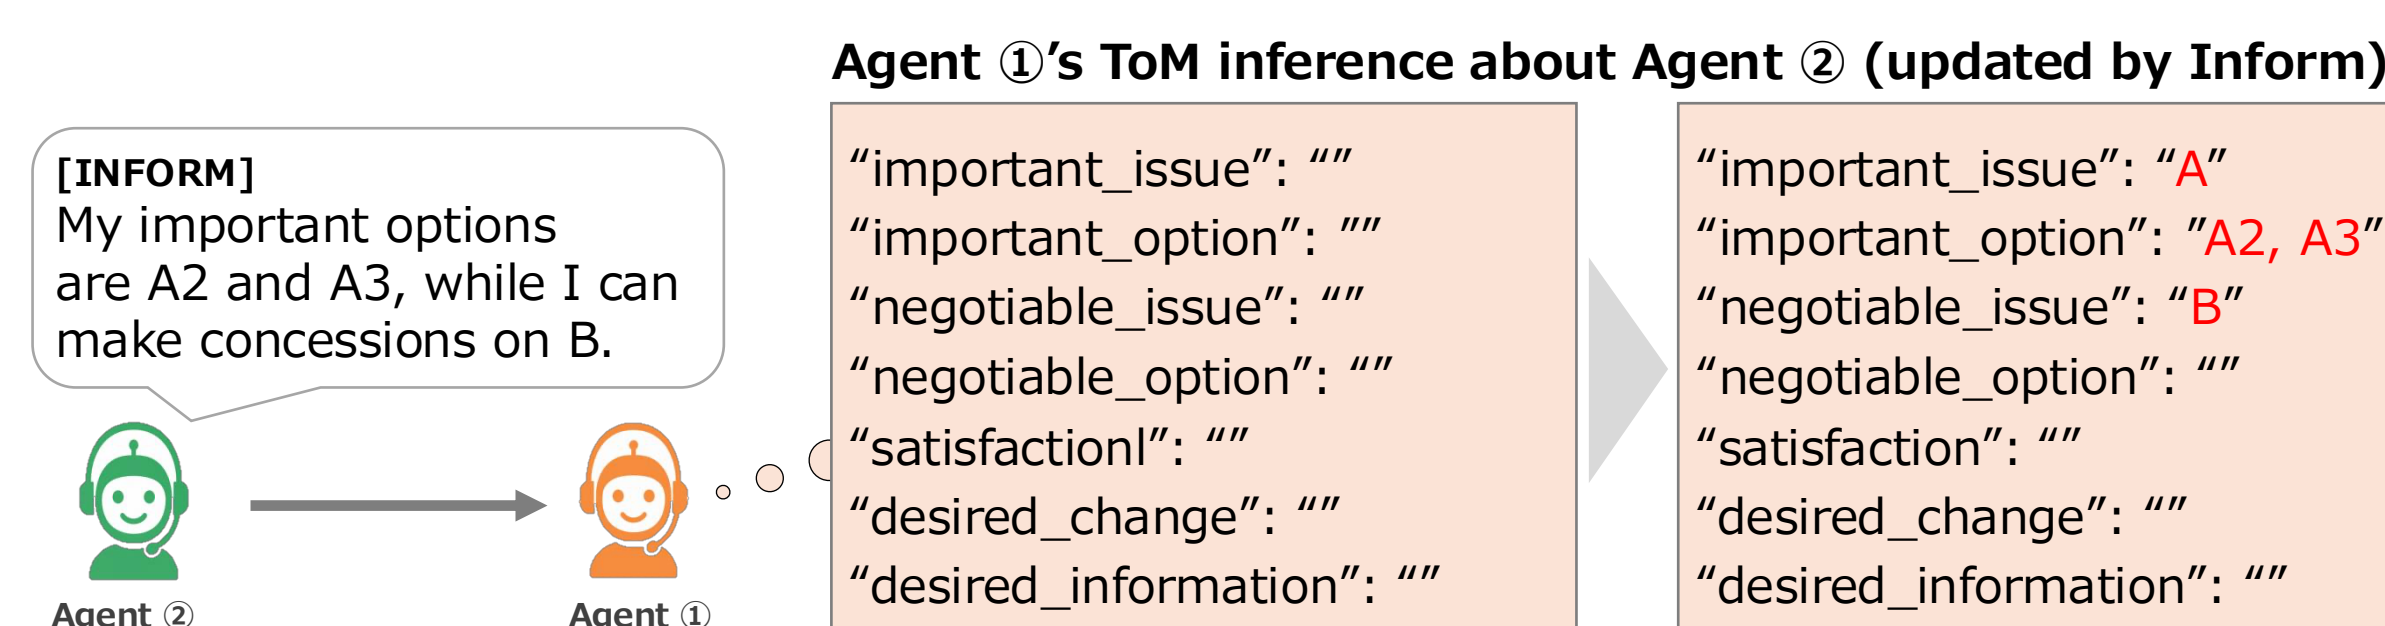 Agent ①’s ToM inference about Agent ② (updated by Inform)
[INFORM]
My important options
are A2 and A3, while I can
make concessions on B.
Agent ②
Agent ①
“important_issue”: “”
“important_option”: ””
“negotiable_issue”: “”
“negotiable_option”: “”
“satisfactionl”: “”
“desired_change”: “”
“desired_information”: “”
“important_issue”: “A”
“important_option”: ”A2, A3”
“negotiable_issue”: “B”
“negotiable_option”: “”
“satisfaction”: “”
“desired_change”: “”
“desired_information”: “”